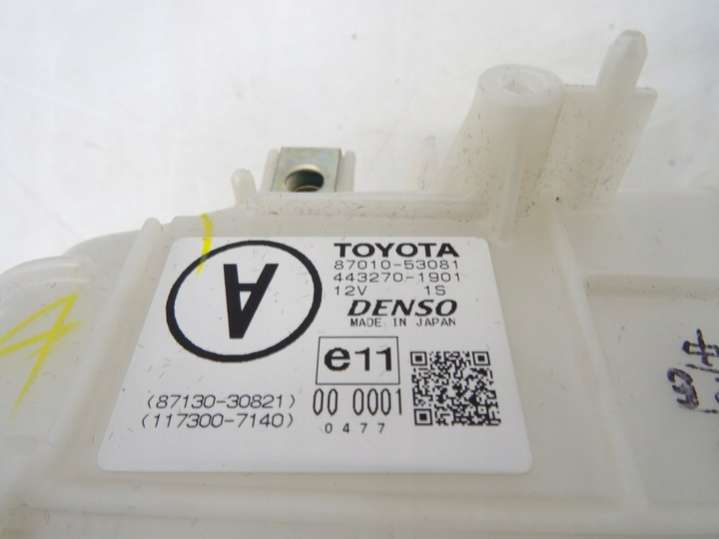 A
TOYOTA
87010-53081
443270-1901
12V 1S
DENSO
MADE IN JAPAN
e11
00 0001
0477
(87130-30821)
(117300-7140)